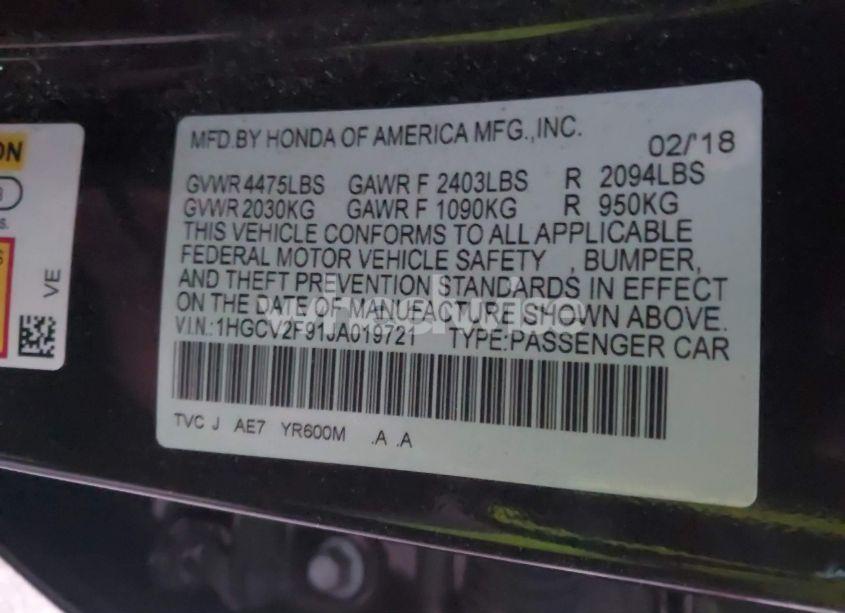 ON
S.
S
VE
MFD.BY HONDA OF AMERICA MFG.,INC. 02/'18
GVWR 4475LBS GAWR F 2403LBS R 2094LBS
GVWR 2030KG GAWR F 1090KG R 950KG
THIS VEHICLE CONFORMS TO ALL APPLICABLE
FEDERAL MOTOR VEHICLE SAFETY , BUMPER,
AND THEFT PREVENTION STANDARDS IN EFFECT
ON THE DATE OF MANUFACTURE SHOWN ABOVE.
V.I.N.:1HGCV2F91JA019721 TYPE:PASSENGER CAR
TVC J AE7 YR600M .A .A